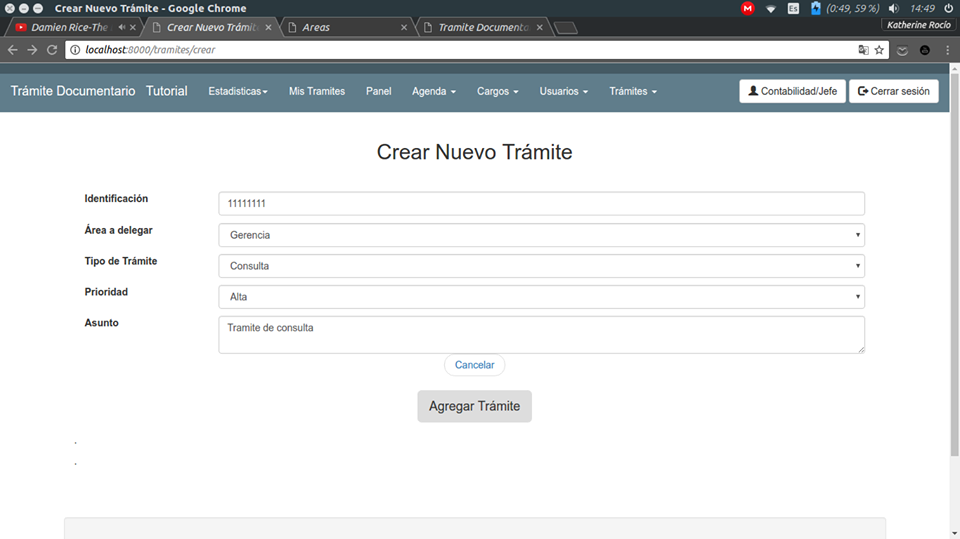 Crear Nuevo Trámite - Google Chrome
Es
(0:49, 59 %)
14:49
Damien Rice-The
Crear Nuevo Trámit
Areas
Tramite Documenta
Katherine Rocío
localhost:8000/tramites/crear
Trámite Documentario Tutorial Estadisticas Mis Tramites Panel Agenda Cargos Usuarios Trámites Contabilidad/Jefe Cerrar sesión
Crear Nuevo Trámite
Identificación 11111111
Área a delegar Gerencia
Tipo de Trámite Consulta
Prioridad Alta
Asunto Tramite de consulta
Cancelar
Agregar Trámite
.
.